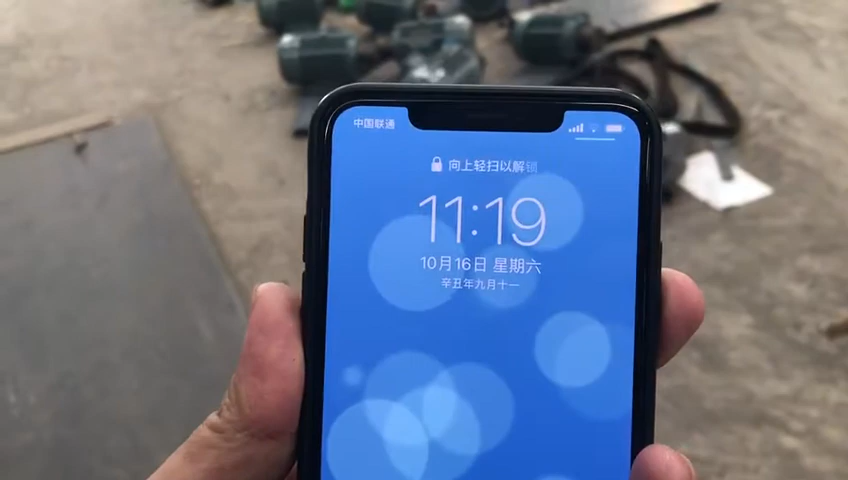 中国联通
向上轻扫以解锁
11:19
10月16日 星期六
辛丑年九月十一